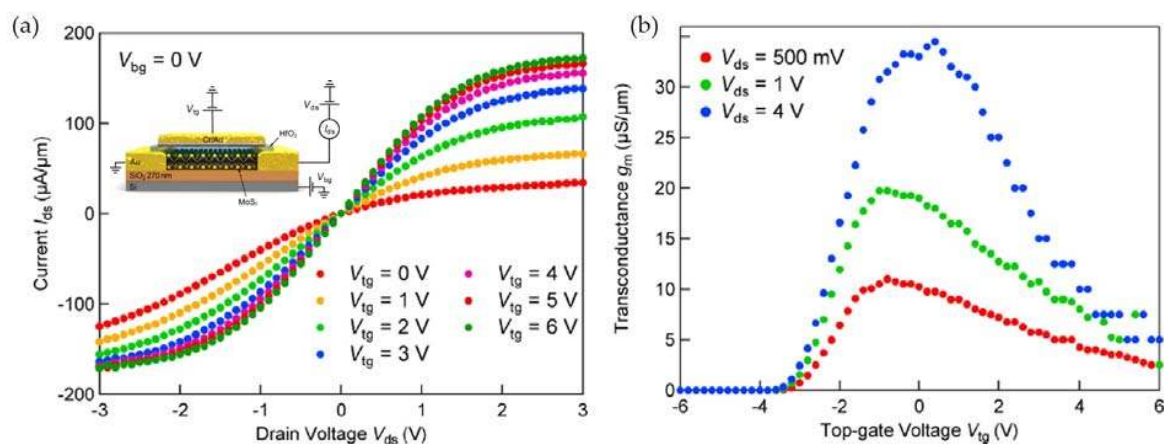 (a)
200
100
0
-100
-200
Current I_ds (μA/μm)
V_bg = 0 V
V_tg
Cr/Au
HfO₂
V_ds
I_ds
Au
SiO₂ 270 nm
Si
V_bg
MoS₂
V_tg = 0 V
V_tg = 1 V
V_tg = 2 V
V_tg = 3 V
V_tg = 4 V
V_tg = 5 V
V_tg = 6 V
-3 -2 -1 0 1 2 3
Drain Voltage V_ds (V)
(b)
30
25
20
15
10
5
0
Transconductance g_m (μS/μm)
V_ds = 500 mV
V_ds = 1 V
V_ds = 4 V
-6 -4 -2 0 2 4 6
Top-gate Voltage V_tg (V)